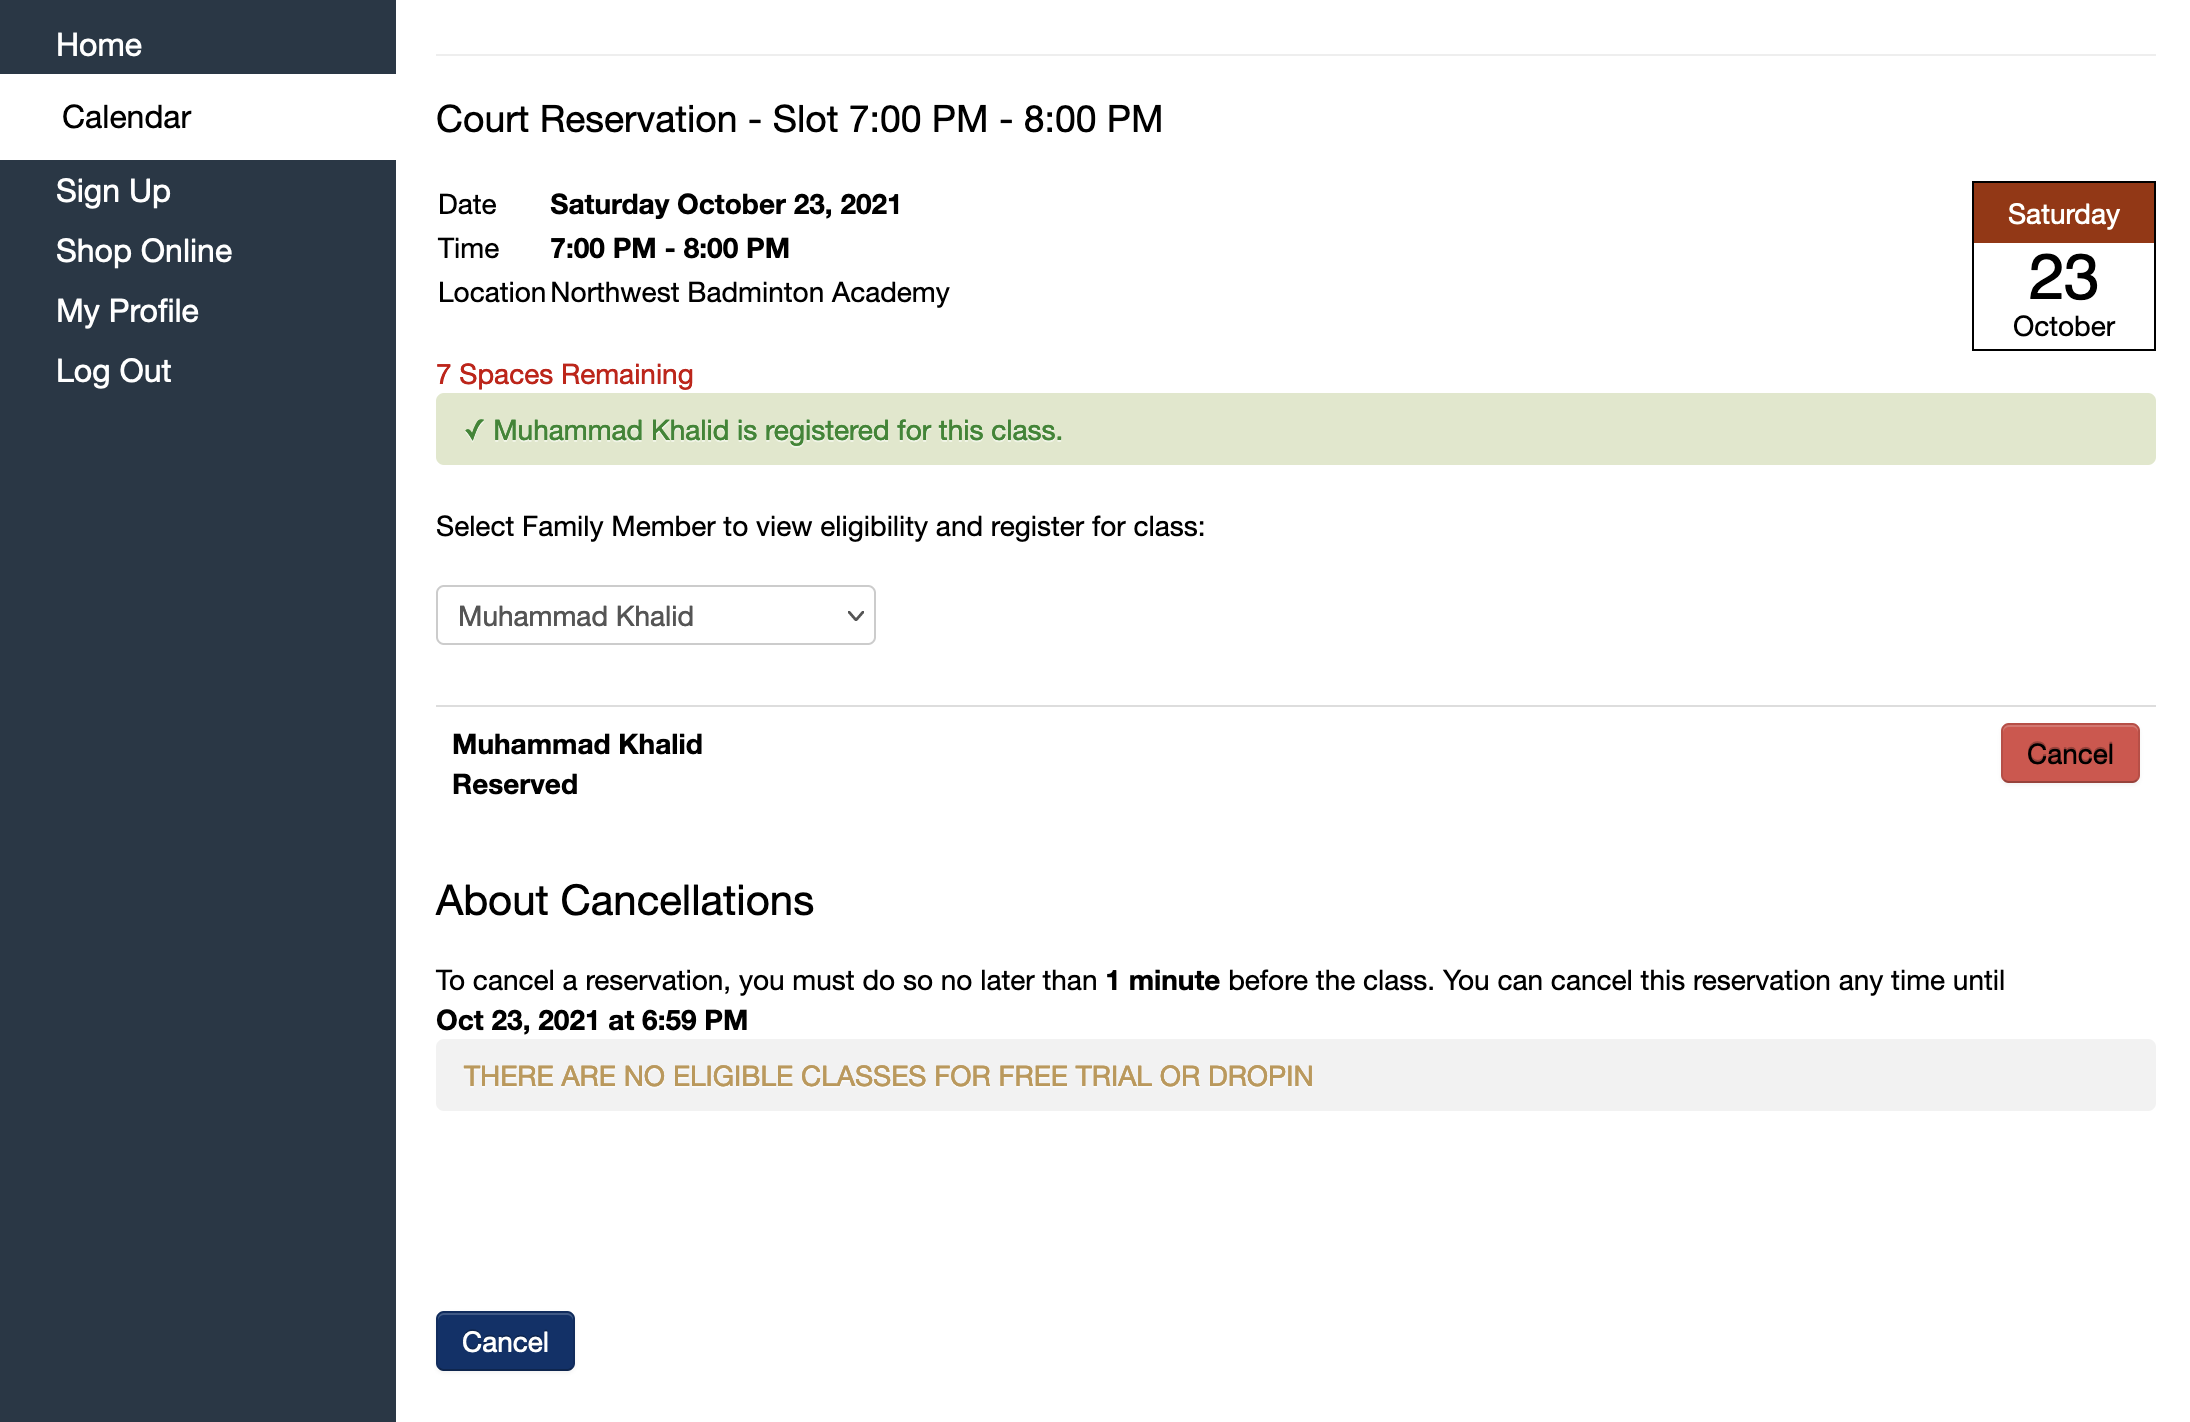 Home
Calendar
Sign Up
Shop Online
My Profile
Log Out
Court Reservation - Slot 7:00 PM - 8:00 PM
Date Saturday October 23, 2021
Time 7:00 PM - 8:00 PM
Location Northwest Badminton Academy
Saturday
23
October
7 Spaces Remaining
✓ Muhammad Khalid is registered for this class.
Select Family Member to view eligibility and register for class:
Muhammad Khalid
Muhammad Khalid
Reserved
Cancel
About Cancellations
To cancel a reservation, you must do so no later than 1 minute before the class. You can cancel this reservation any time until
Oct 23, 2021 at 6:59 PM
THERE ARE NO ELIGIBLE CLASSES FOR FREE TRIAL OR DROPIN
Cancel